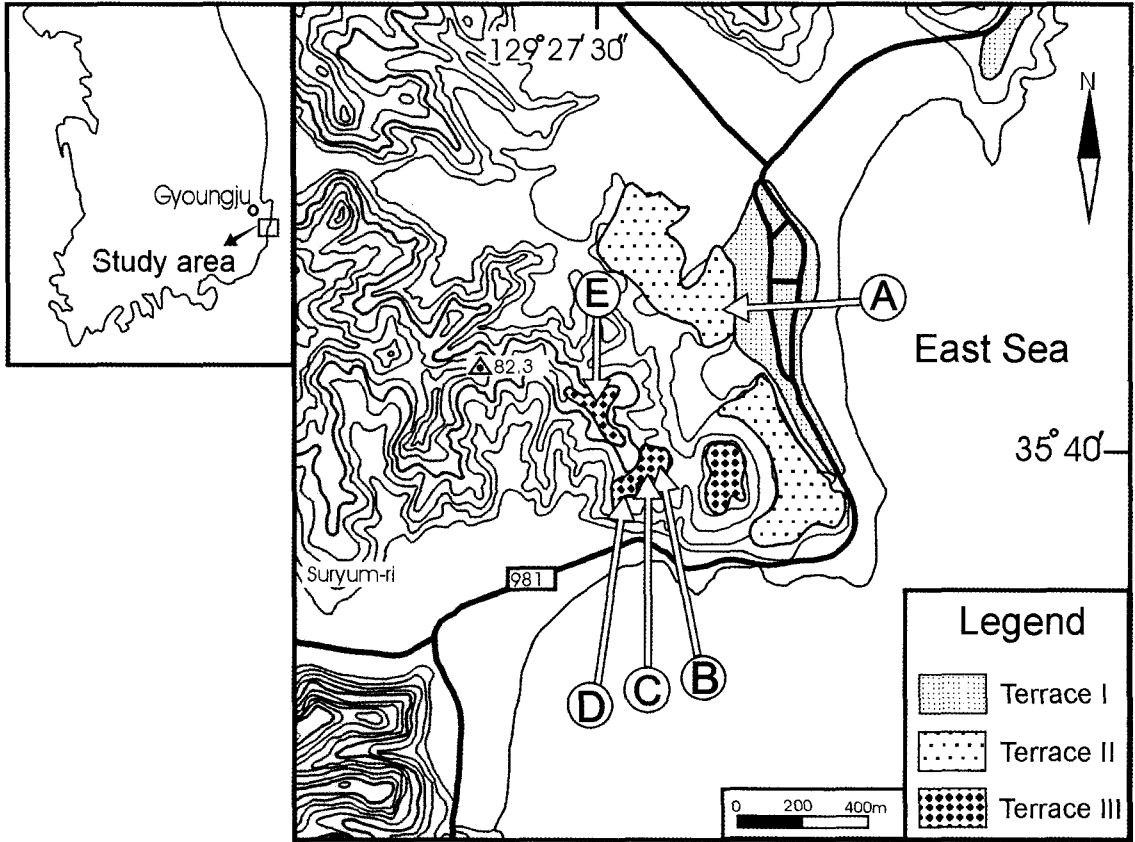 Gyoungju
Study area
129°27′30″
N
E
A
East Sea
82.3
35°40′
Suryum-ri
981
D
C
B
Legend
Terrace I
Terrace II
Terrace III
0 200 400m